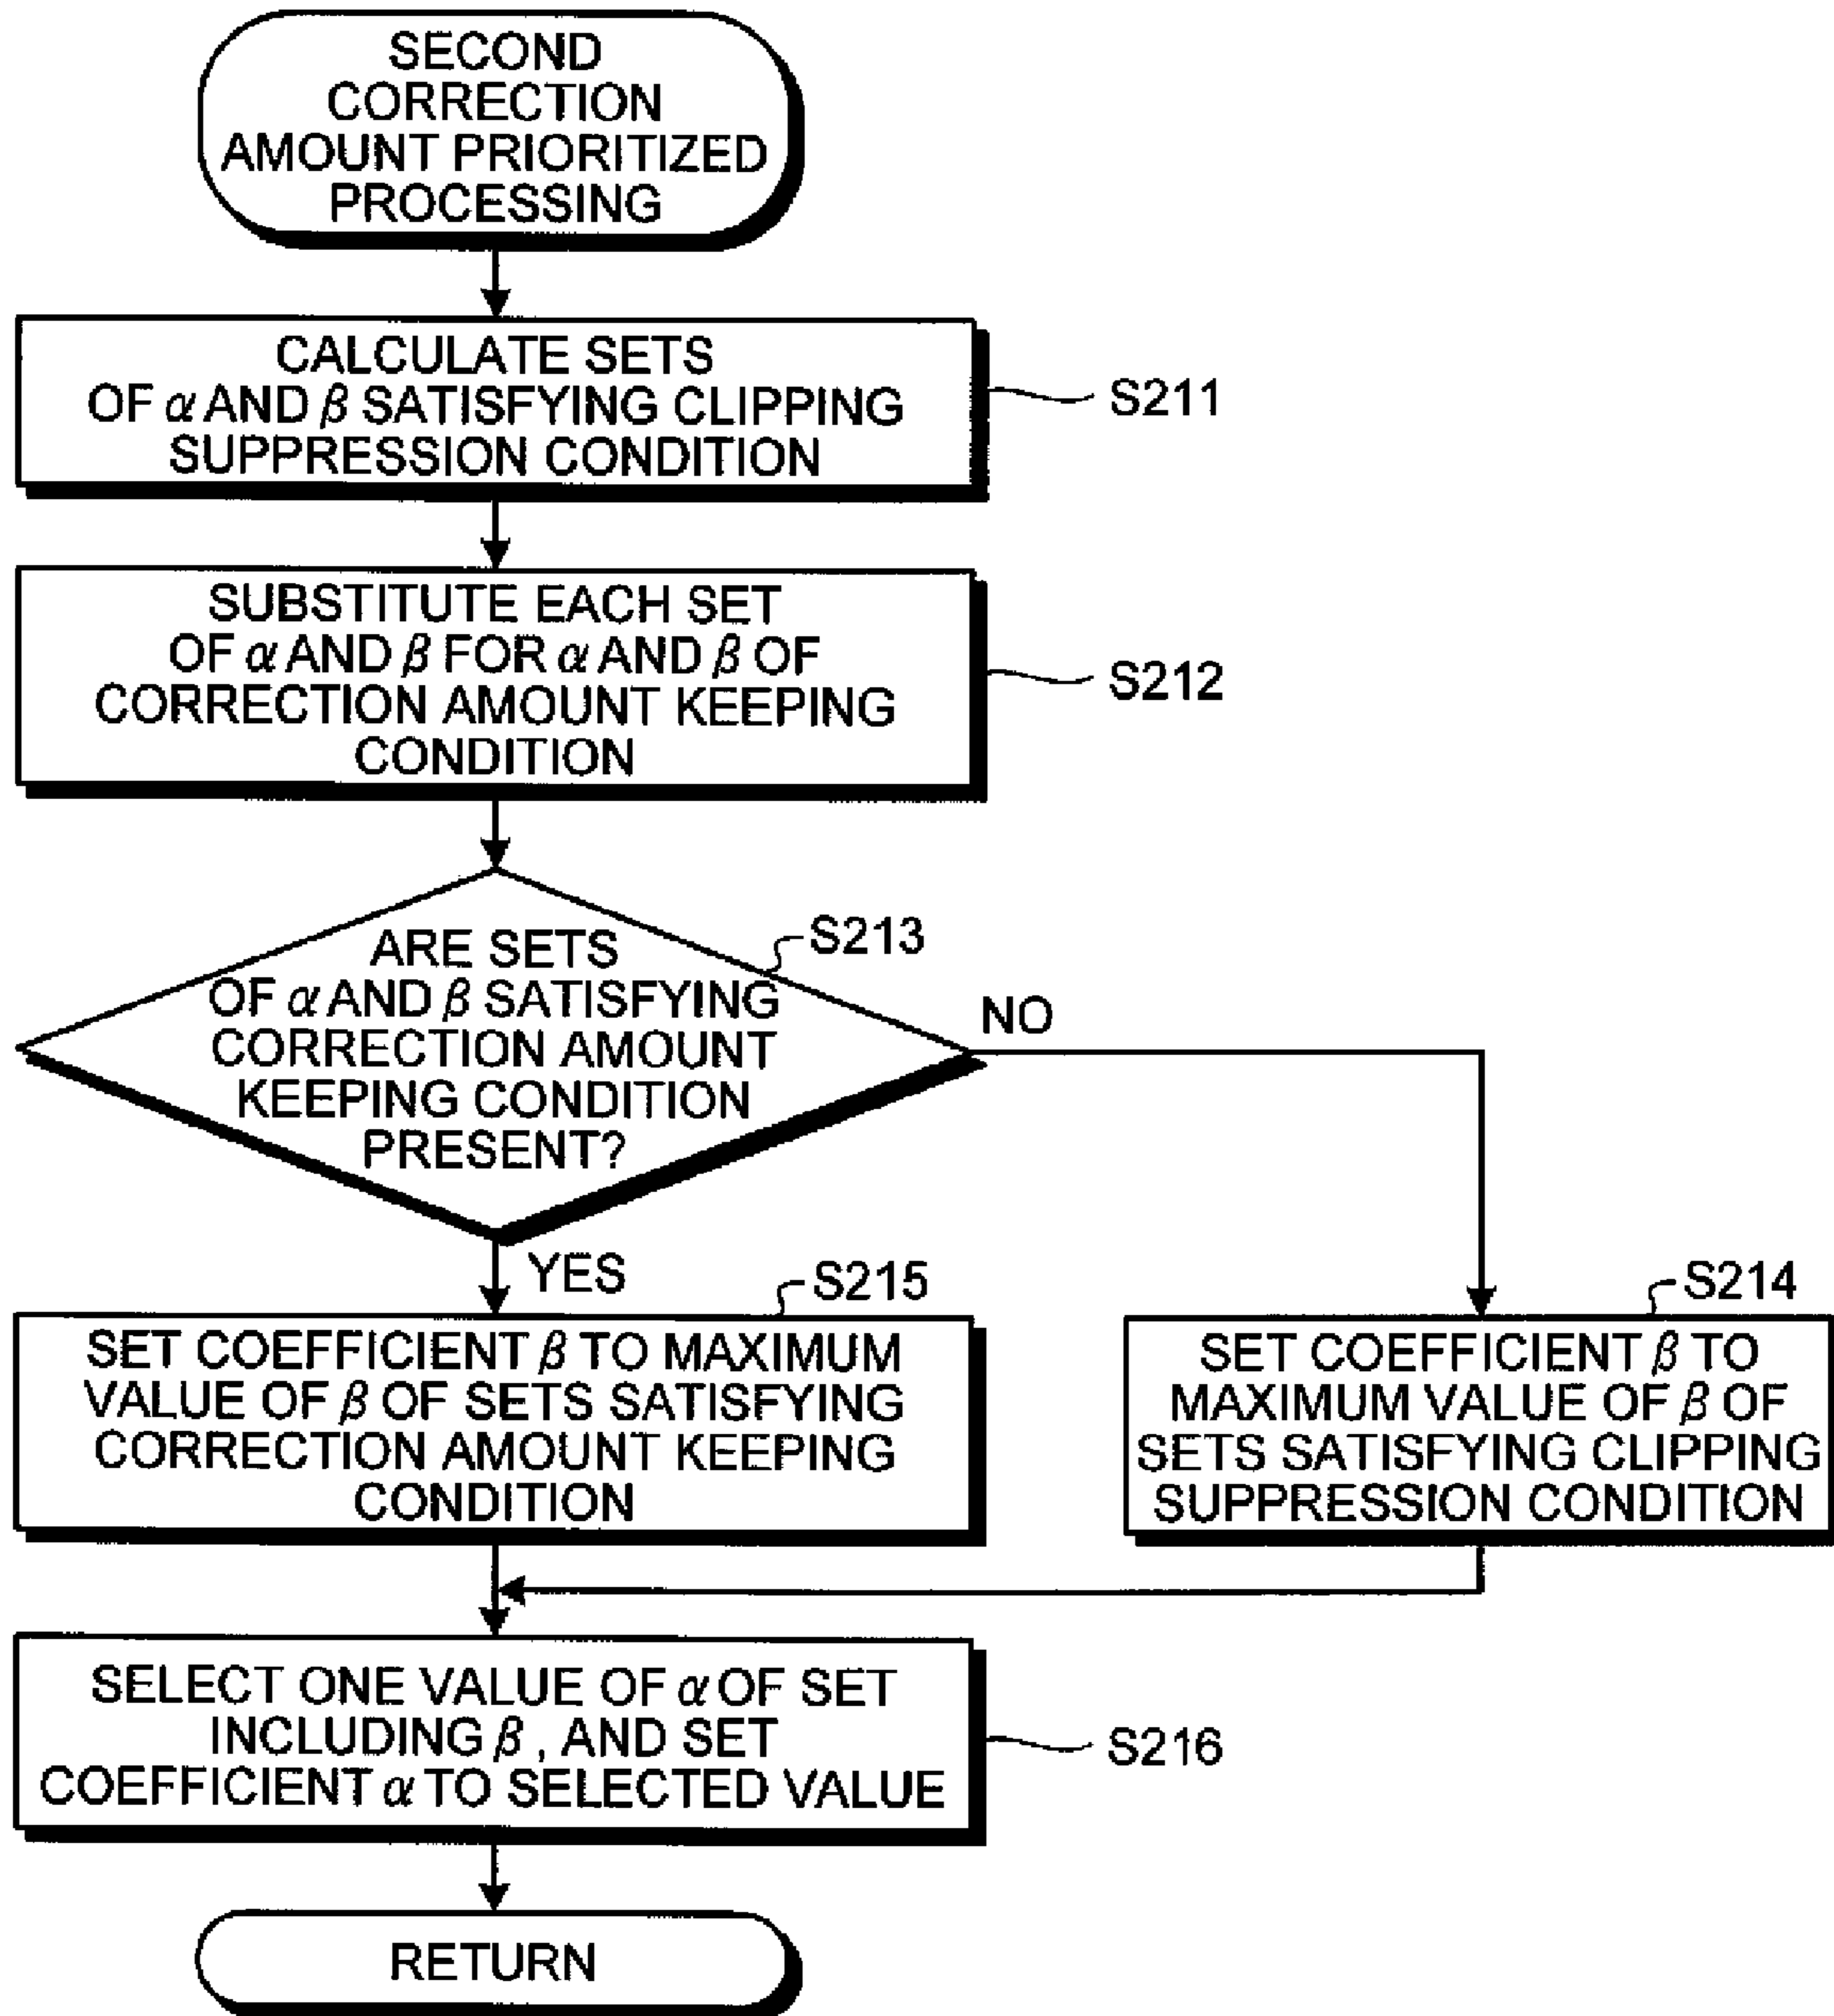 SECOND
CORRECTION
AMOUNT PRIORITIZED
PROCESSING
CALCULATE SETS
OF α AND β SATISFYING CLIPPING
SUPPRESSION CONDITION
S211
SUBSTITUTE EACH SET
OF α AND β FOR α AND β OF
CORRECTION AMOUNT KEEPING
CONDITION
S212
ARE SETS
OF α AND β SATISFYING
CORRECTION AMOUNT
KEEPING CONDITION
PRESENT?
S213
NO
YES
S215
SET COEFFICIENT β TO MAXIMUM
VALUE OF β OF SETS SATISFYING
CORRECTION AMOUNT KEEPING
CONDITION
S214
SET COEFFICIENT β TO
MAXIMUM VALUE OF β OF
SETS SATISFYING CLIPPING
SUPPRESSION CONDITION
SELECT ONE VALUE OF α OF SET
INCLUDING β, AND SET
COEFFICIENT α TO SELECTED VALUE
S216
RETURN